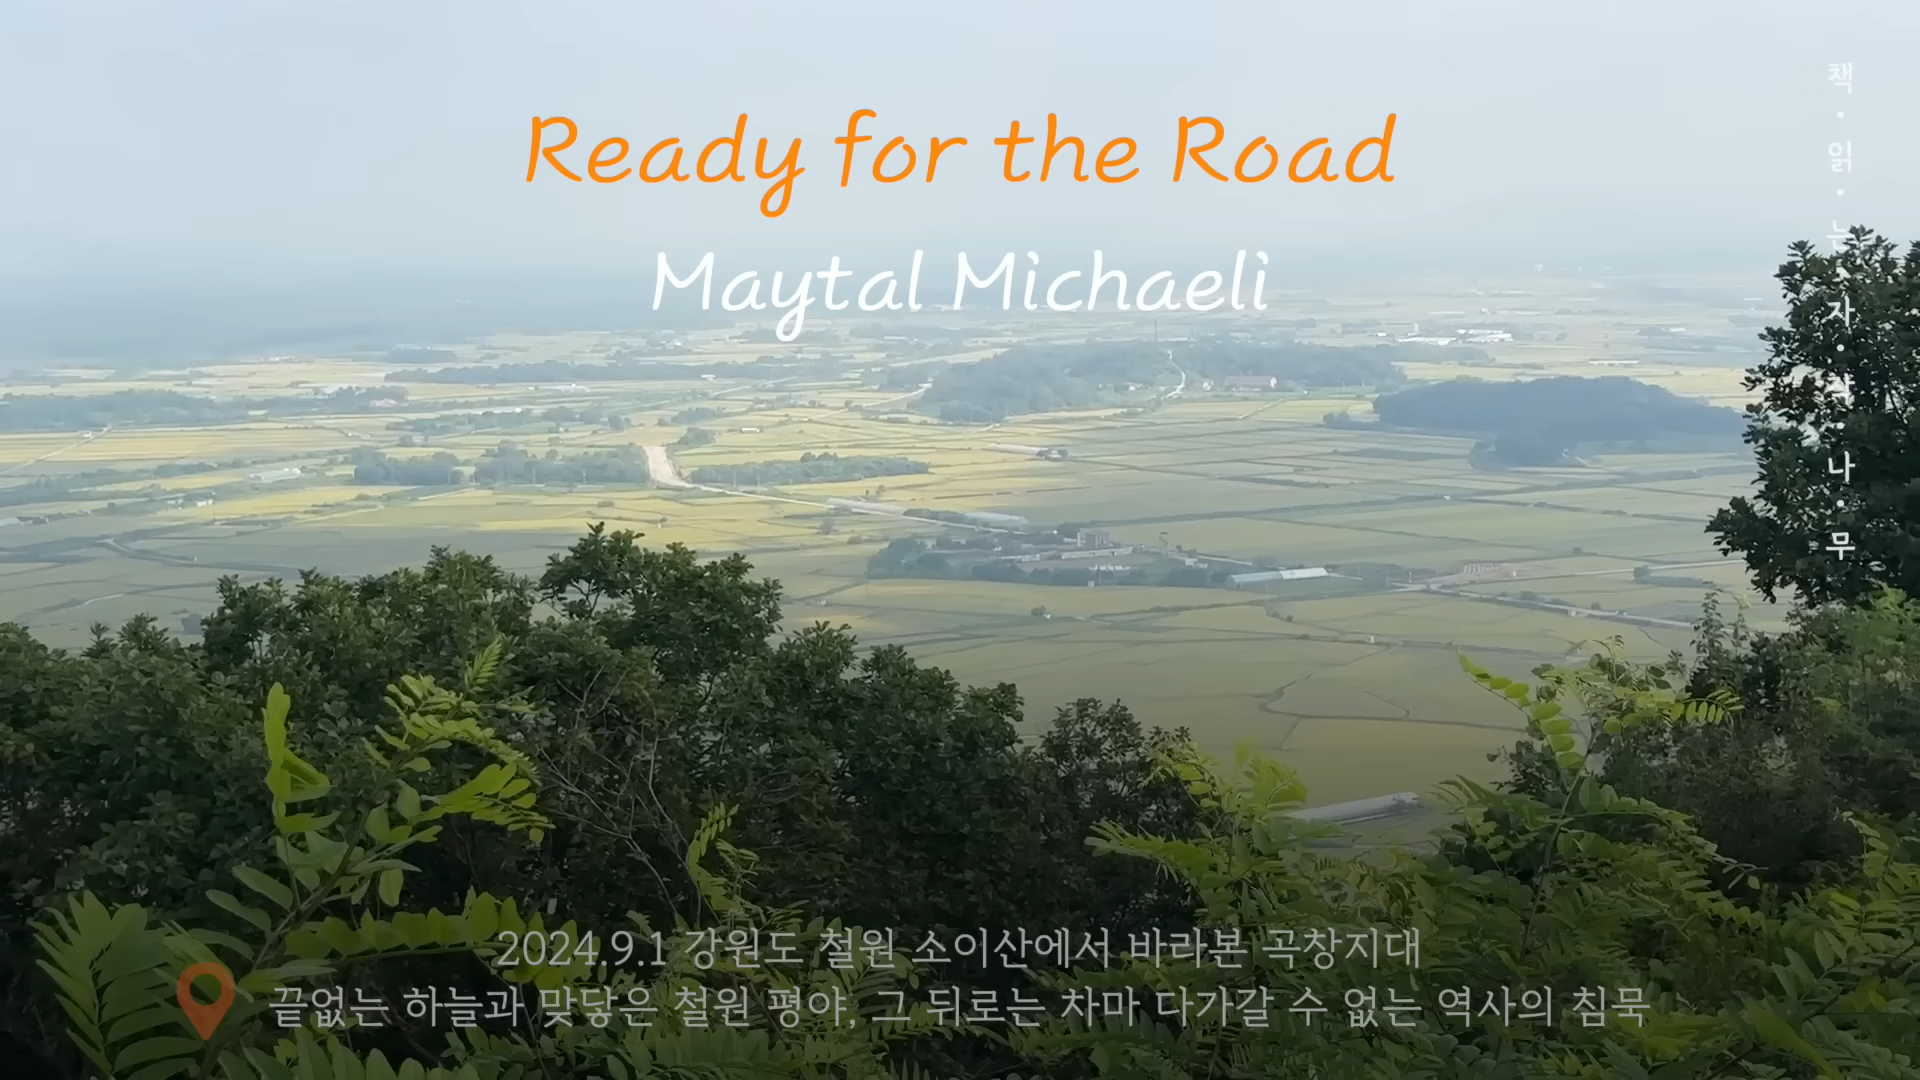 Ready for the Road
Maytal Michaeli
책·읽·는·자·작·나·무
2024.9.1 강원도 철원 소이산에서 바라본 곡창지대
끝없는 하늘과 맞닿은 철원 평야, 그 뒤로는 차마 다가갈 수 없는 역사의 침묵